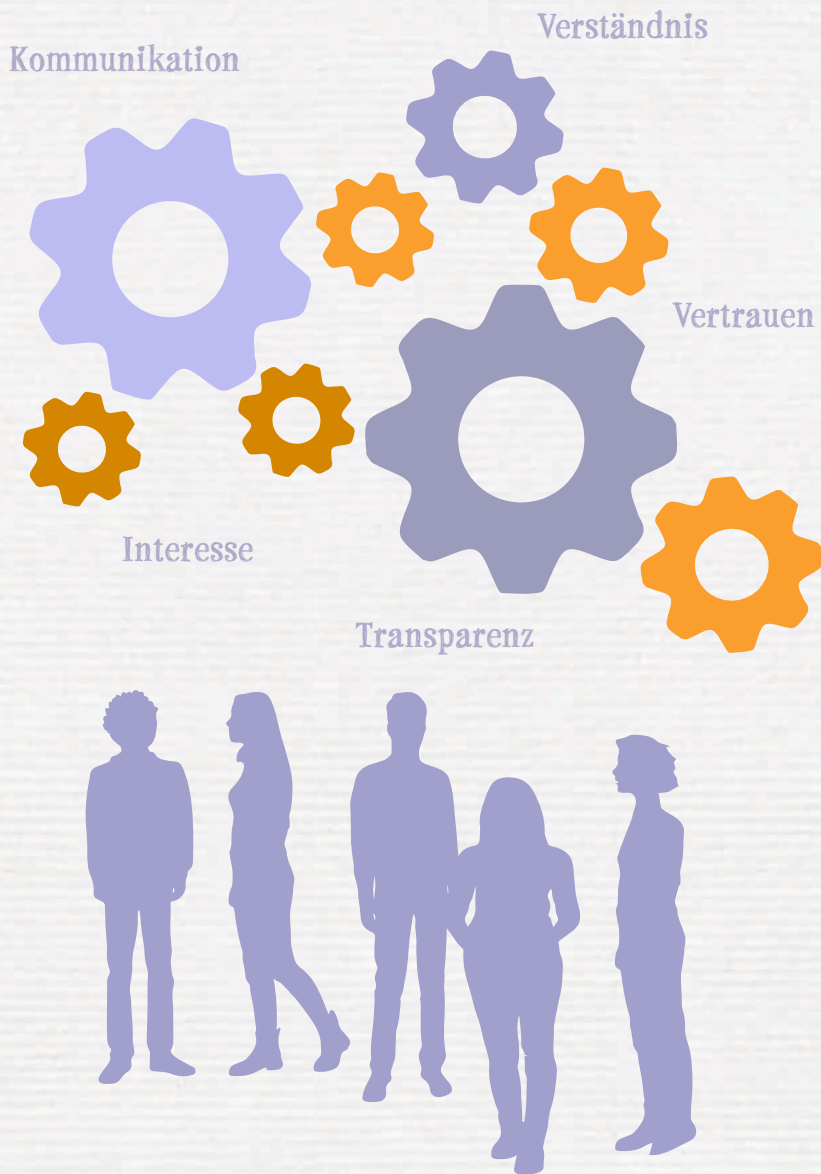 Verständnis
Kommunikation
Vertrauen
Interesse
Transparenz